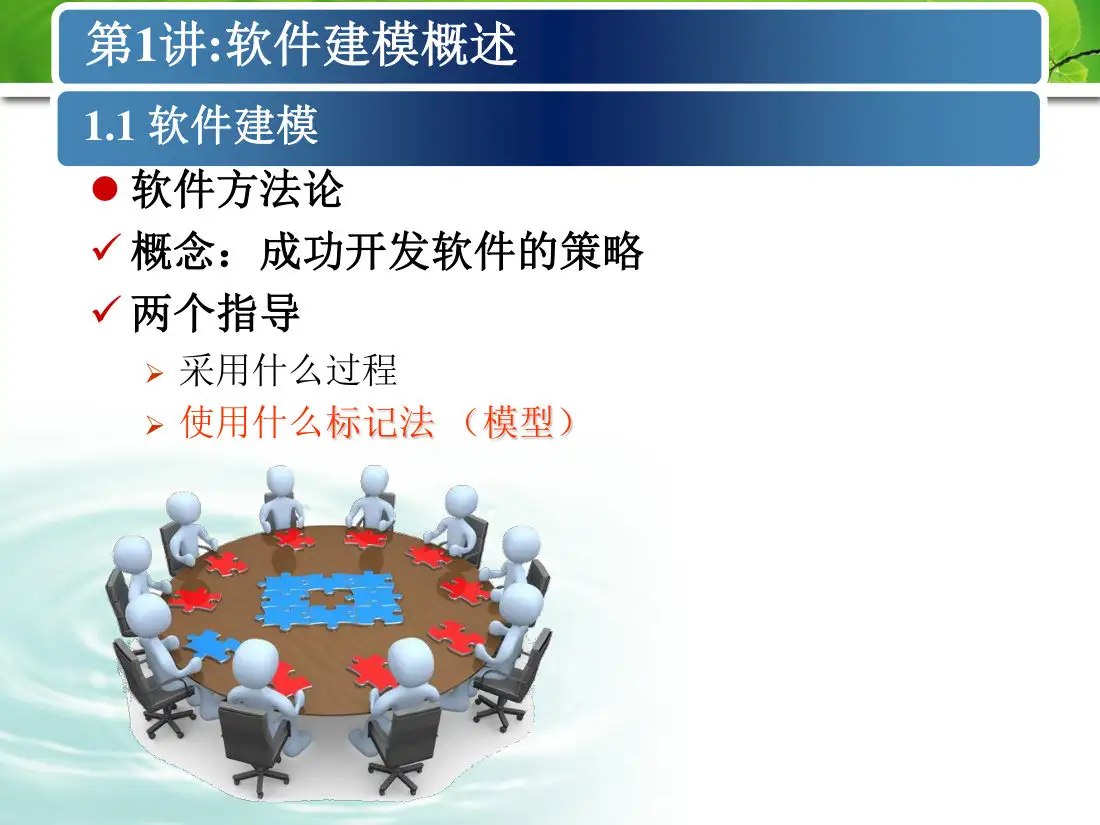 第1讲:软件建模概述
1.1 软件建模
软件方法论
概念：成功开发软件的策略
两个指导
采用什么过程
使用什么标记法 （模型）